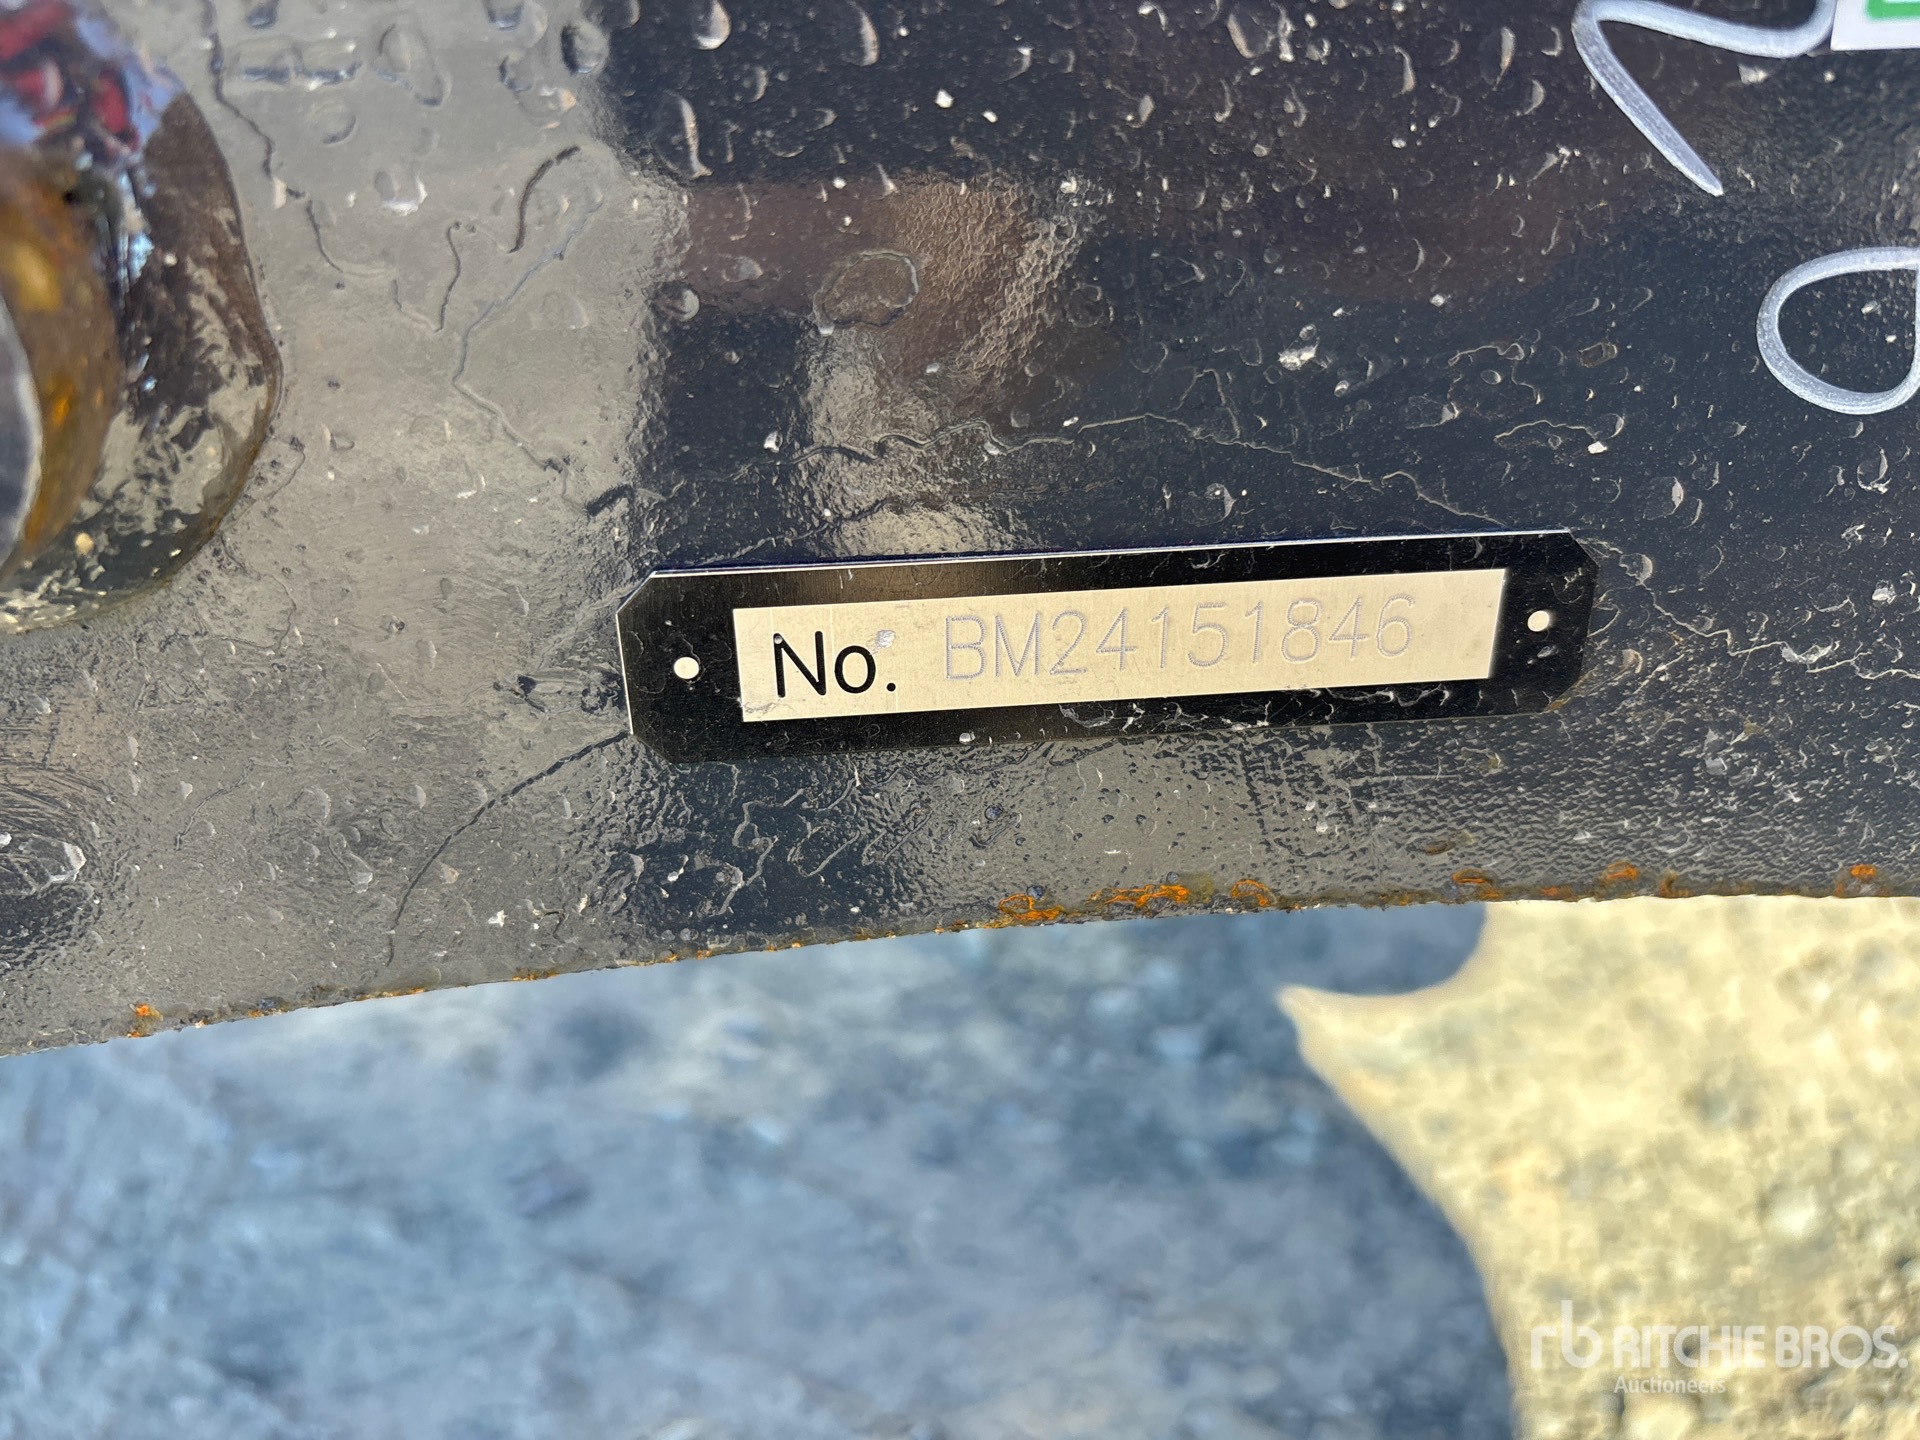 No. BM24151846
rb RITCHIE BROS.
Auctioneers